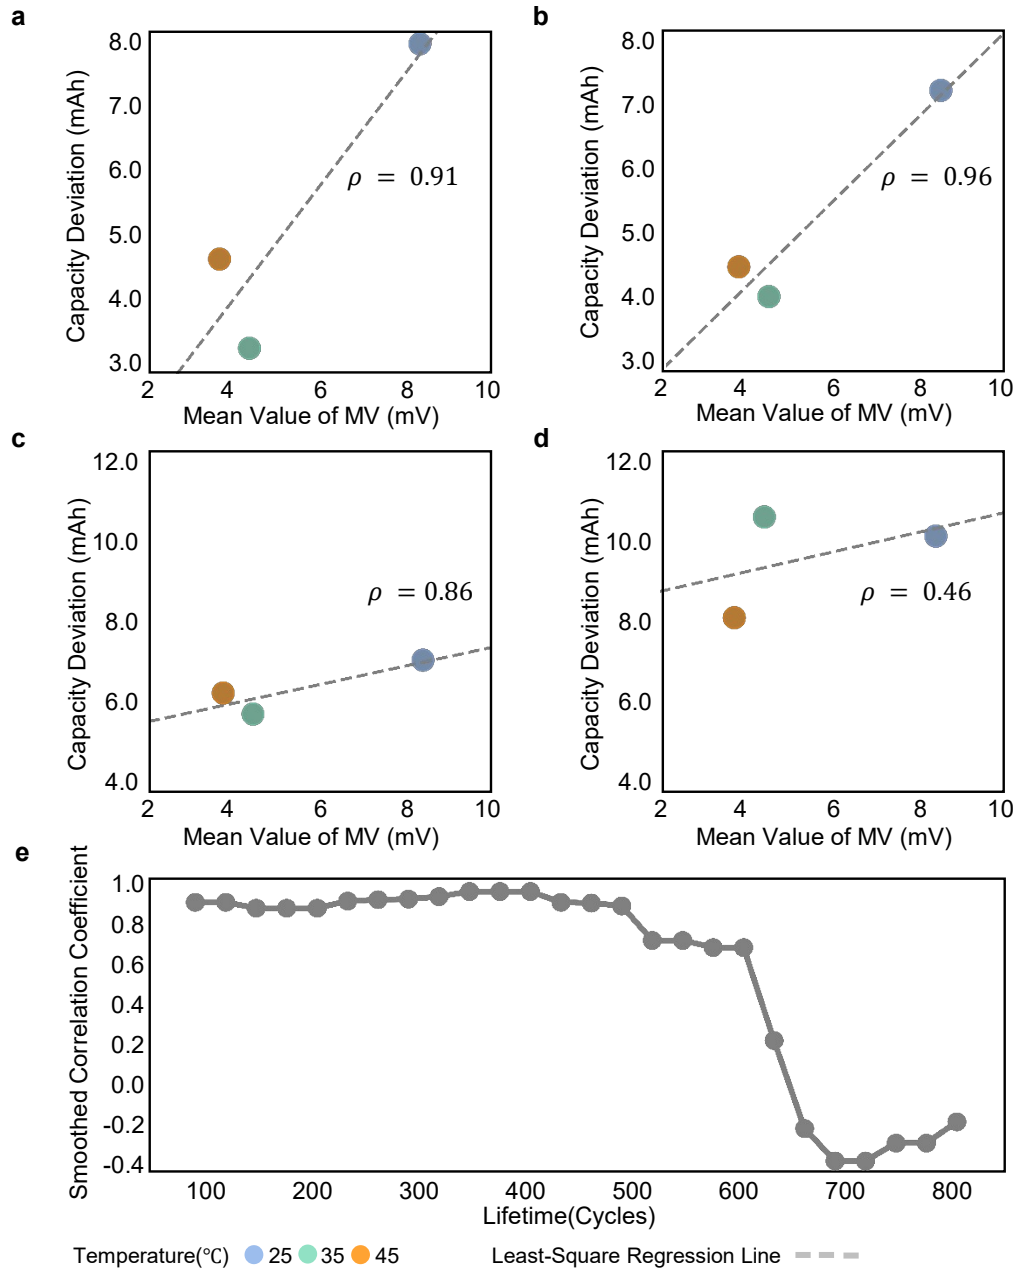 a
8.0
7.0
6.0
5.0
4.0
3.0
Capacity Deviation (mAh)
ρ = 0.91
2 4 6 8 10
Mean Value of MV (mV)
b
8.0
7.0
6.0
5.0
4.0
3.0
Capacity Deviation (mAh)
ρ = 0.96
2 4 6 8 10
Mean Value of MV (mV)
c
12.0
10.0
8.0
6.0
4.0
Capacity Deviation (mAh)
ρ = 0.86
2 4 6 8 10
Mean Value of MV (mV)
d
12.0
10.0
8.0
6.0
4.0
Capacity Deviation (mAh)
ρ = 0.46
2 4 6 8 10
Mean Value of MV (mV)
e
1.0
0.8
0.6
0.4
0.2
0.0
-0.2
-0.4
Smoothed Correlation Coefficient
100 200 300 400 500 600 700 800
Lifetime(Cycles)
Temperature(℃) 25 35 45 Least-Square Regression Line